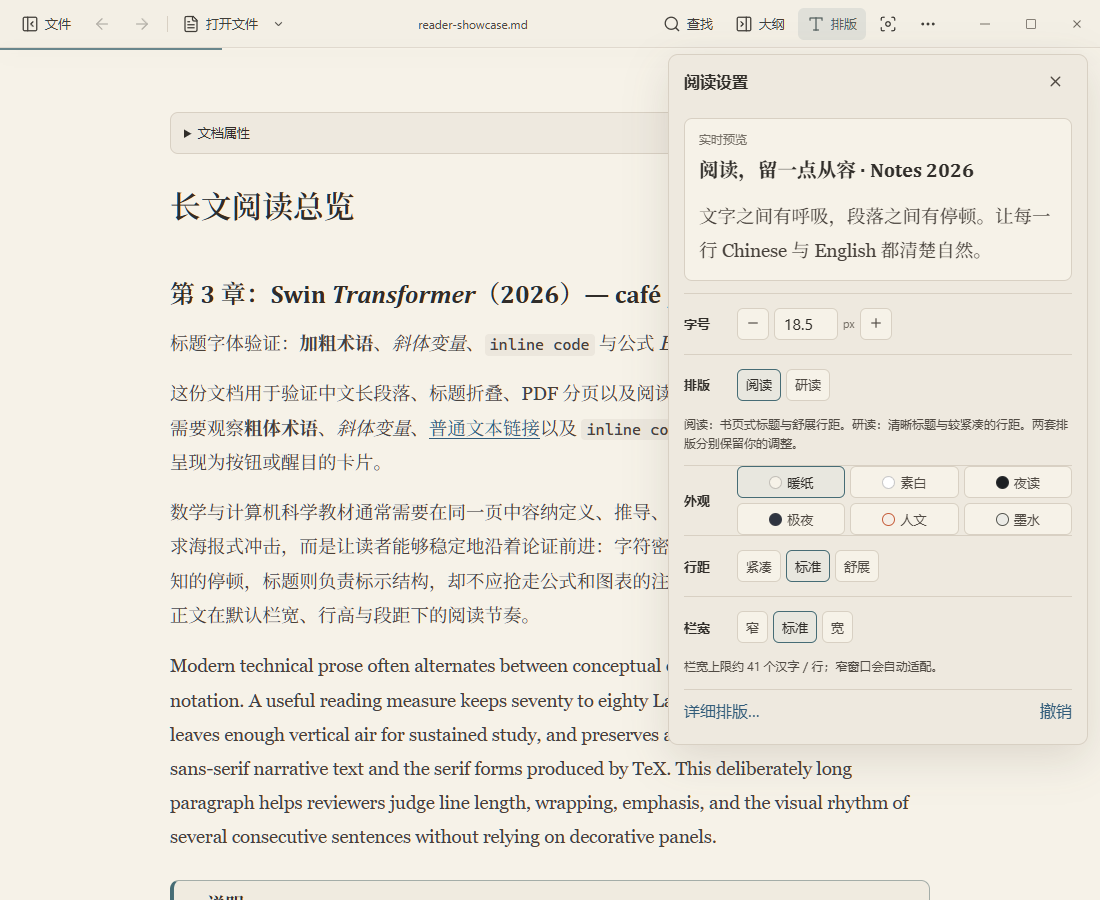 文件
打开文件
reader-showcase.md
查找
大纲
排版
文档属性
长文阅读总览
第 3 章：Swin Transformer（2026）— café
标题字体验证：加粗术语、斜体变量、inline code 与公式
这份文档用于验证中文长段落、标题折叠、PDF 分页以及阅读
需要观察粗体术语、斜体变量、普通文本链接以及 inline co
呈现为按钮或醒目的卡片。
数学与计算机科学教材通常需要在同一页中容纳定义、推导、
求海报式冲击，而是让读者能够稳定地沿着论证前进：字符密
知的停顿，标题则负责标示结构，却不应抢走公式和图表的注
正文在默认栏宽、行高与段距下的阅读节奏。
Modern technical prose often alternates between conceptual
notation. A useful reading measure keeps seventy to eighty La
leaves enough vertical air for sustained study, and preserves a
sans-serif narrative text and the serif forms produced by TeX. This deliberately long
paragraph helps reviewers judge line length, wrapping, emphasis, and the visual rhythm of
several consecutive sentences without relying on decorative panels.
阅读设置
实时预览
阅读，留一点从容 · Notes 2026
文字之间有呼吸，段落之间有停顿。让每一
行 Chinese 与 English 都清楚自然。
字号
18.5
px
排版
阅读
研读
阅读：书页式标题与舒展行距。研读：清晰标题与较紧凑的行距。两套排
版分别保留你的调整。
外观
暖纸
素白
夜读
极夜
人文
墨水
行距
紧凑
标准
舒展
栏宽
窄
标准
宽
栏宽上限约 41 个汉字 / 行；窄窗口会自动适配。
详细排版...
撤销